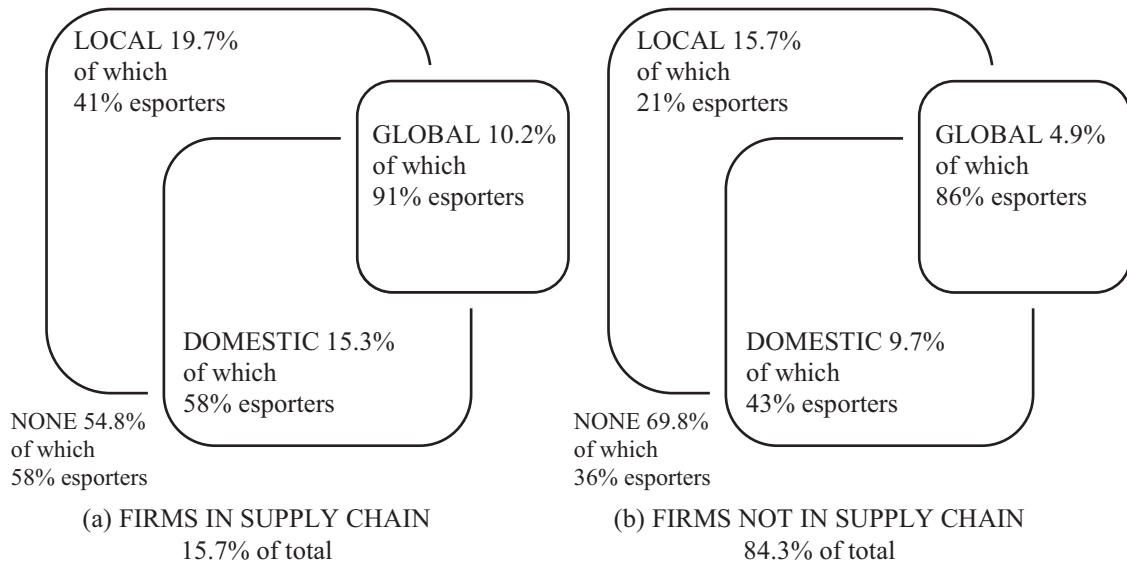 LOCAL 19.7%
of which
41% esporters
GLOBAL 10.2%
of which
91% esporters
DOMESTIC 15.3%
of which
58% esporters
NONE 54.8%
of which
58% esporters
(a) FIRMS IN SUPPLY CHAIN
15.7% of total
LOCAL 15.7%
of which
21% esporters
GLOBAL 4.9%
of which
86% esporters
DOMESTIC 9.7%
of which
43% esporters
NONE 69.8%
of which
36% esporters
(b) FIRMS NOT IN SUPPLY CHAIN
84.3% of total